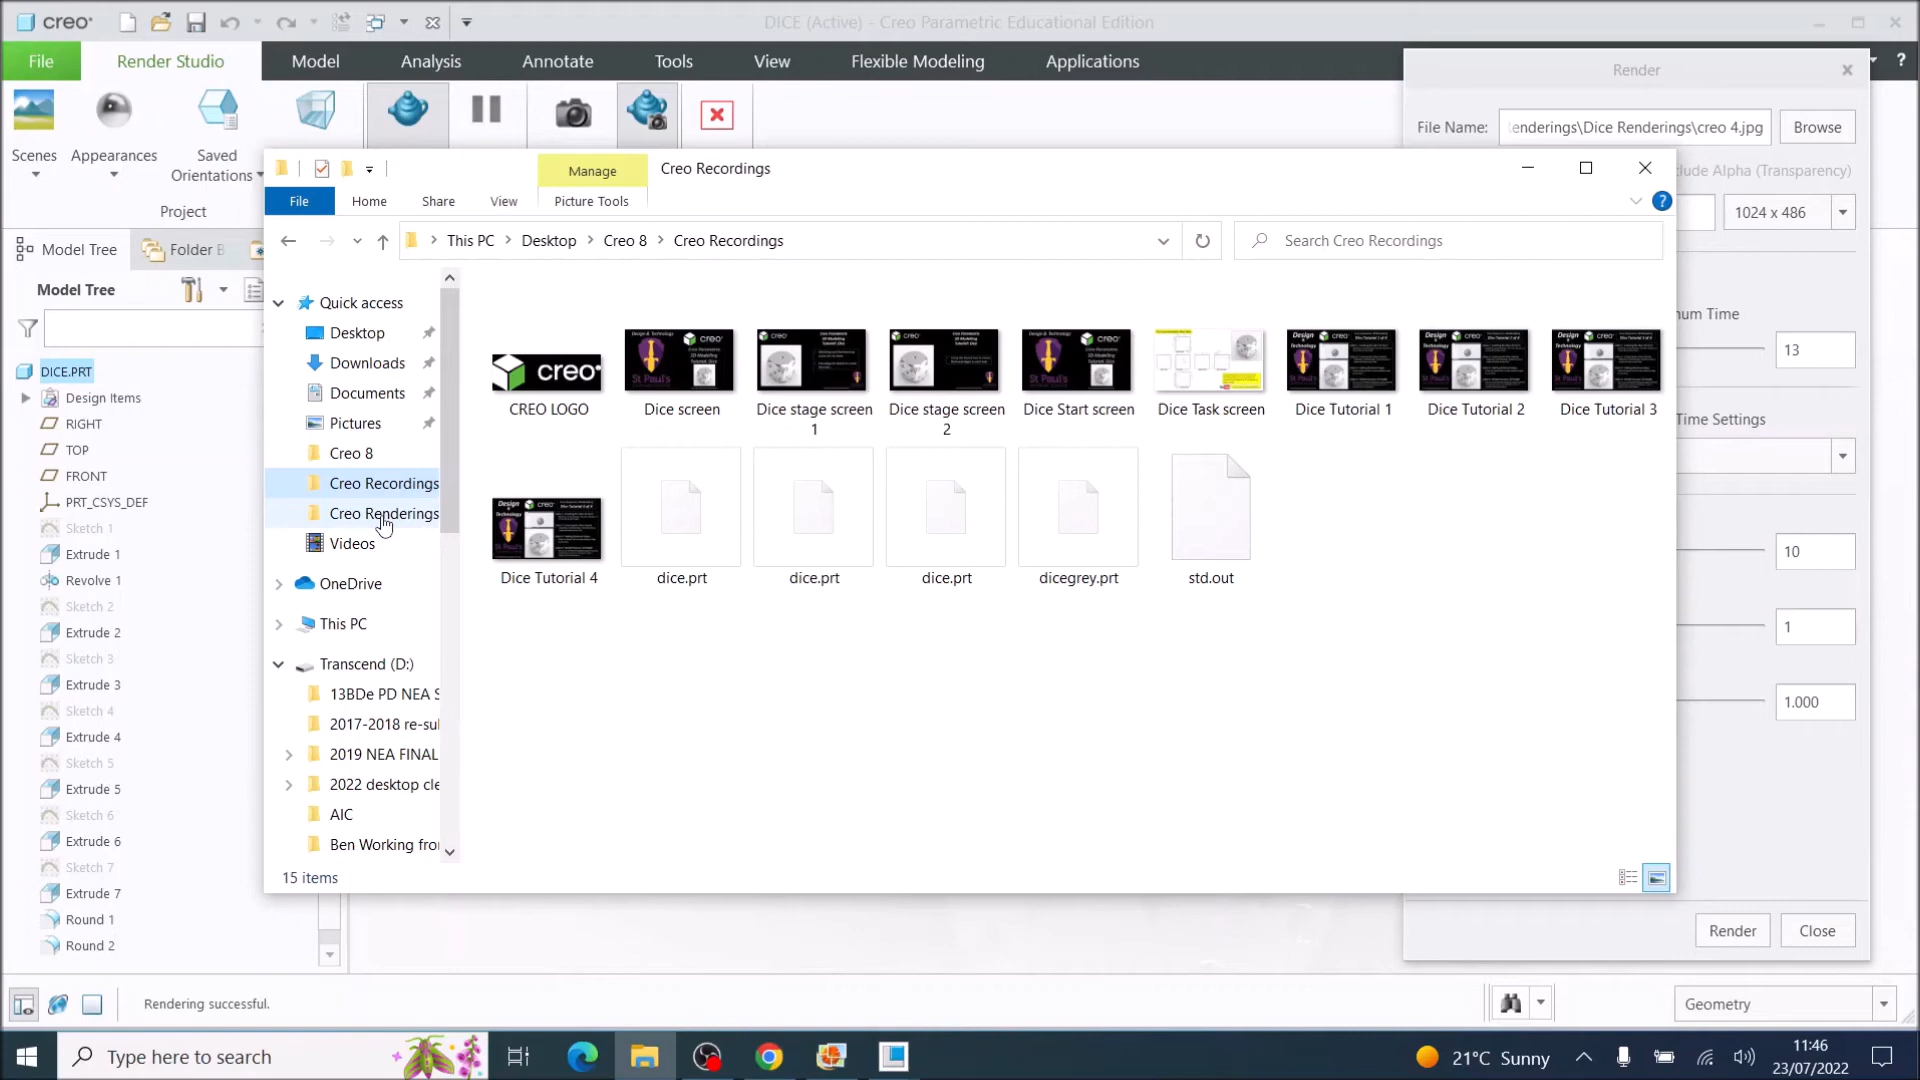 creo®
DICE (Active) - Creo Parametric Educational Edition
File
Render Studio
Model
Analysis
Annotate
Tools
View
Flexible Modeling
Applications
Scenes
Appearances
Saved
Orientations
Project
Render
File Name:
enderings\Dice Renderings\creo 4.jpg
Browse
lude Alpha (Transparency)
1024 x 486
um Time
13
Time Settings
10
1
1.000
Render
Close
Manage
Creo Recordings
File
Home
Share
View
Picture Tools
This PC
Desktop
Creo 8
Creo Recordings
Search Creo Recordings
Model Tree
Folder B
Model Tree
DICE.PRT
Design Items
RIGHT
TOP
FRONT
PRT_CSYS_DEF
Sketch 1
Extrude 1
Revolve 1
Sketch 2
Extrude 2
Sketch 3
Extrude 3
Sketch 4
Extrude 4
Sketch 5
Extrude 5
Sketch 6
Extrude 6
Sketch 7
Extrude 7
Round 1
Round 2
Quick access
Desktop
Downloads
Documents
Pictures
Creo 8
Creo Recordings
Creo Renderings
Videos
OneDrive
This PC
Transcend (D:)
13BDe PD NEA S
2017-2018 re-sul
2019 NEA FINAL
2022 desktop cle
AIC
Ben Working fro
creo
CREO LOGO
Dice screen
Dice stage screen
1
Dice stage screen
2
Dice Start screen
Dice Task screen
Dice Tutorial 1
Dice Tutorial 2
Dice Tutorial 3
Dice Tutorial 4
dice.prt
dice.prt
dice.prt
dicegrey.prt
std.out
15 items
Rendering successful.
Geometry
Type here to search
21°C Sunny
11:46
23/07/2022